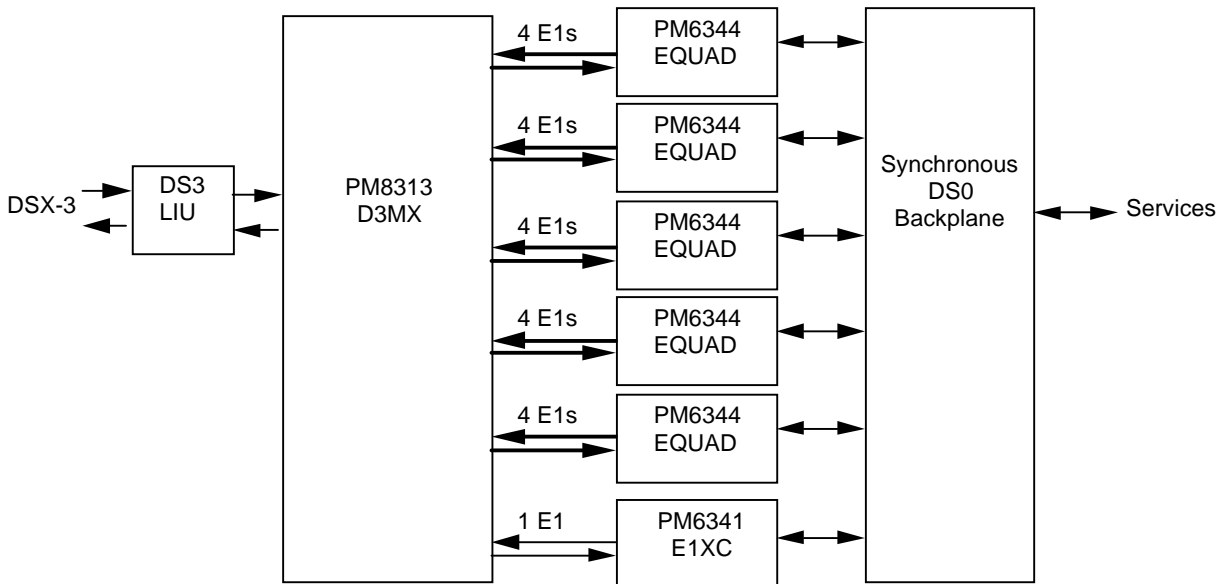 DSX-3
DS3
LIU
PM8313
D3MX
4 E1s
PM6344
EQUAD
4 E1s
PM6344
EQUAD
4 E1s
PM6344
EQUAD
4 E1s
PM6344
EQUAD
4 E1s
PM6344
EQUAD
1 E1
PM6341
E1XC
Synchronous
DS0
Backplane
Services